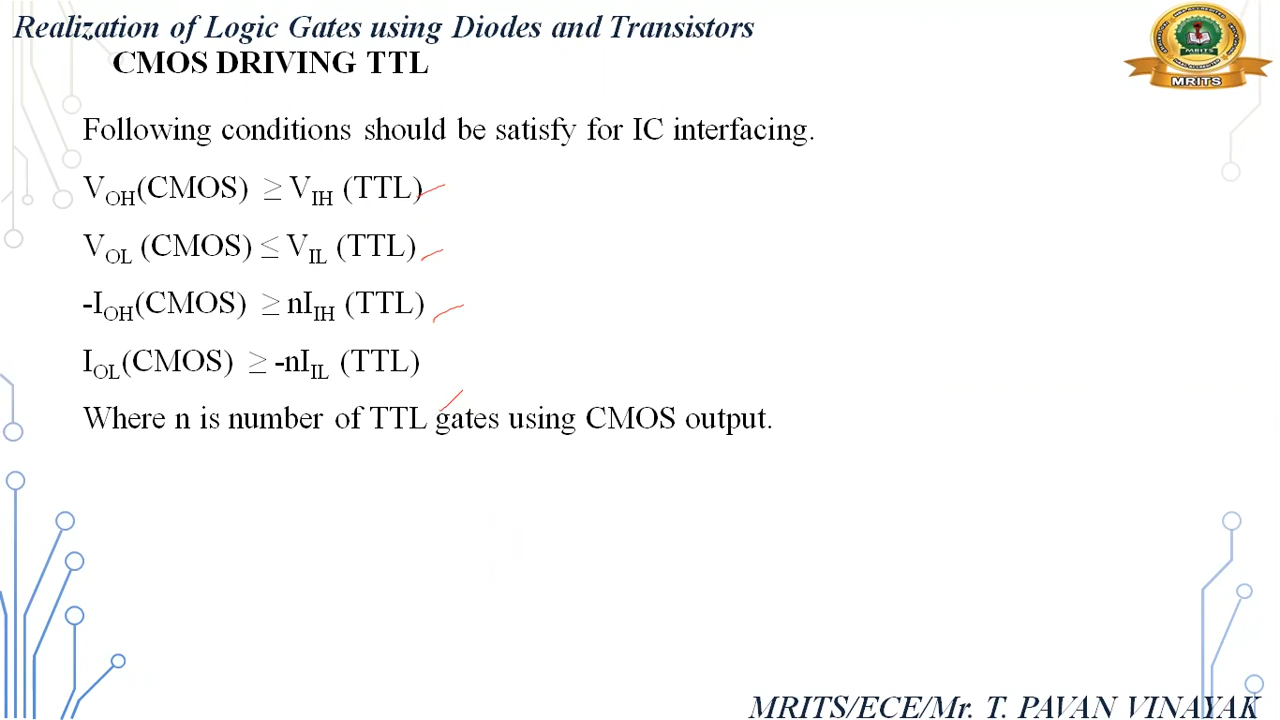 Realization of Logic Gates using Diodes and Transistors
CMOS DRIVING TTL
MRITS
Following conditions should be satisfy for IC interfacing.
VOH(CMOS) ≥ VIH (TTL)
VOL (CMOS) ≤ VIL (TTL)
-IOH(CMOS) ≥ nIIH (TTL)
IOL(CMOS) ≥ -nIIL (TTL)
Where n is number of TTL gates using CMOS output.
MRITS/ECE/Mr. T. PAVAN VINAYAK